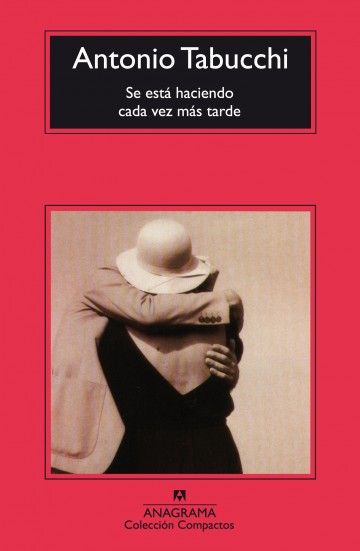 Antonio Tabucchi
Se está haciendo
cada vez más tarde
ANAGRAMA
Colección Compactos